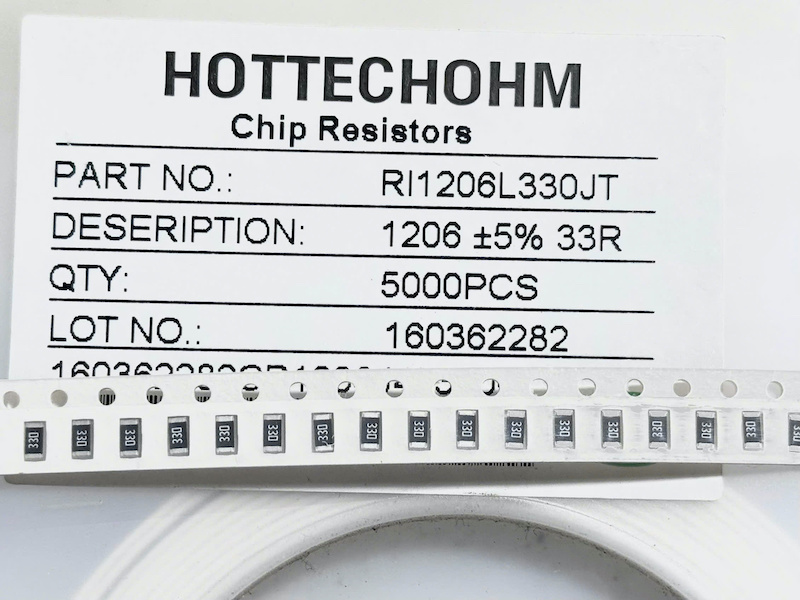 HOTTECHOHM
Chip Resistors
PART NO.: RI1206L330JT
DESERIPTION: 1206 ±5% 33R
QTY: 5000PCS
LOT NO.: 160362282
330 330 330 330 330 330 330 330 330 330 330 330 330 330 330 330